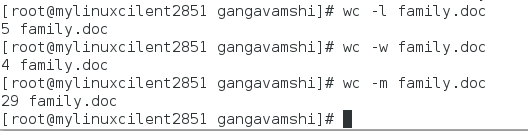 [root@mylinuxcilent2851 gangavamshi]# wc -l family.doc
5 family.doc
[root@mylinuxcilent2851 gangavamshi]# wc -w family.doc
4 family.doc
[root@mylinuxcilent2851 gangavamshi]# wc -m family.doc
29 family.doc
[root@mylinuxcilent2851 gangavamshi]#